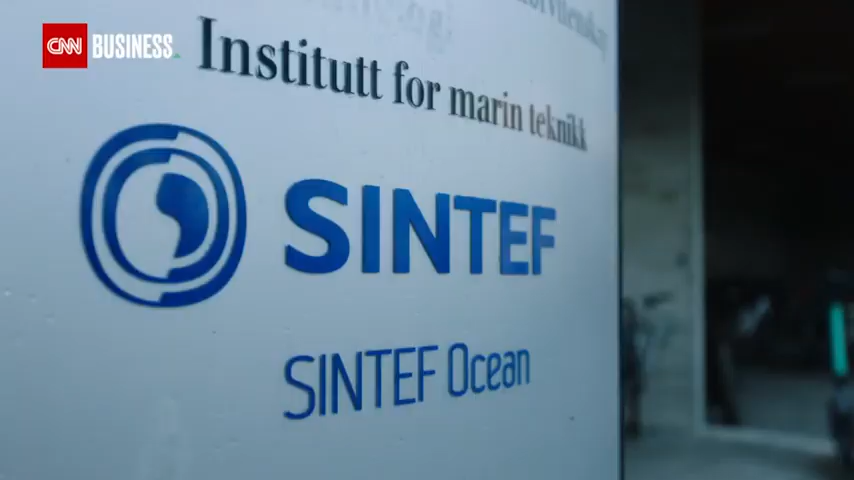 CNN BUSINESS
Institutt for marin teknikk
SINTEF
SINTEF Ocean